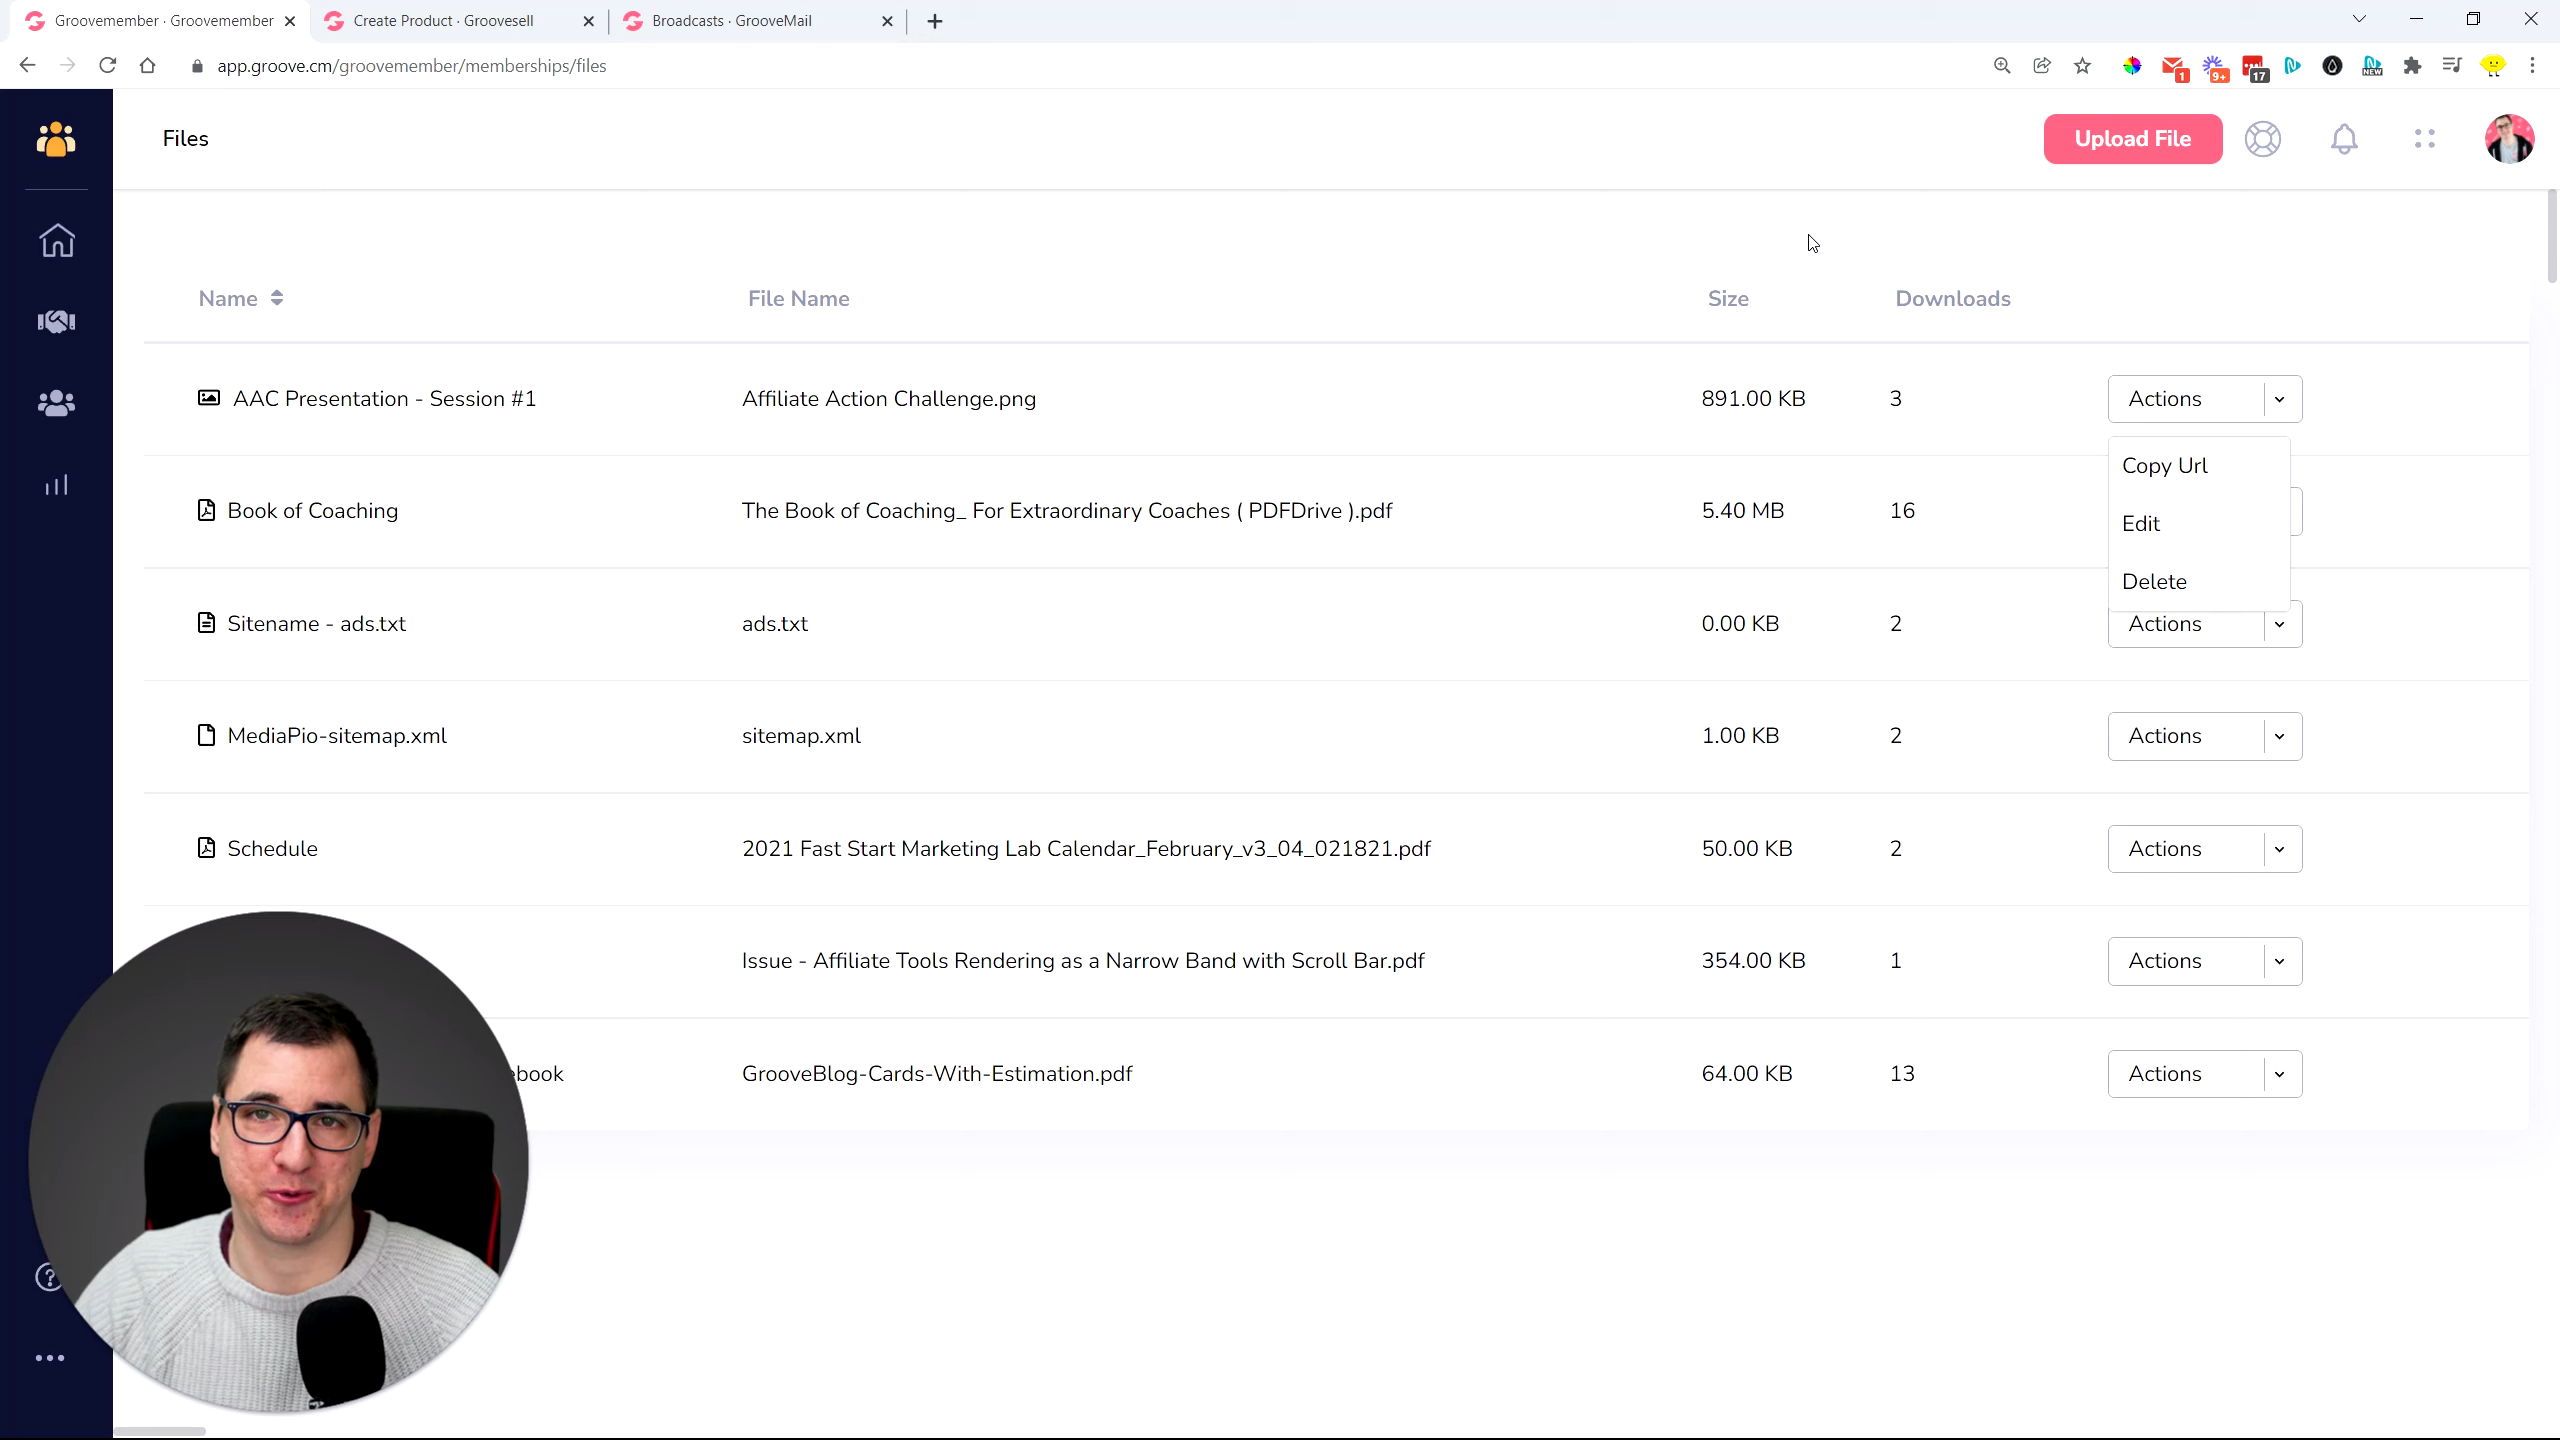 Groovemember · Groovemember
Create Product · Groovesell
Broadcasts · GrooveMail
app.groove.cm/groovemember/memberships/files
1
9+
17
NEW
Files
Upload File
Name
File Name
Size
Downloads
AAC Presentation - Session #1
Affiliate Action Challenge.png
891.00 KB
3
Actions
Copy Url
Edit
Delete
Book of Coaching
The Book of Coaching_ For Extraordinary Coaches ( PDFDrive ).pdf
5.40 MB
16
Sitename - ads.txt
ads.txt
0.00 KB
2
Actions
MediaPio-sitemap.xml
sitemap.xml
1.00 KB
2
Actions
Schedule
2021 Fast Start Marketing Lab Calendar_February_v3_04_021821.pdf
50.00 KB
2
Actions
Issue - Affiliate Tools Rendering as a Narrow Band with Scroll Bar.pdf
354.00 KB
1
Actions
ebook
GrooveBlog-Cards-With-Estimation.pdf
64.00 KB
13
Actions